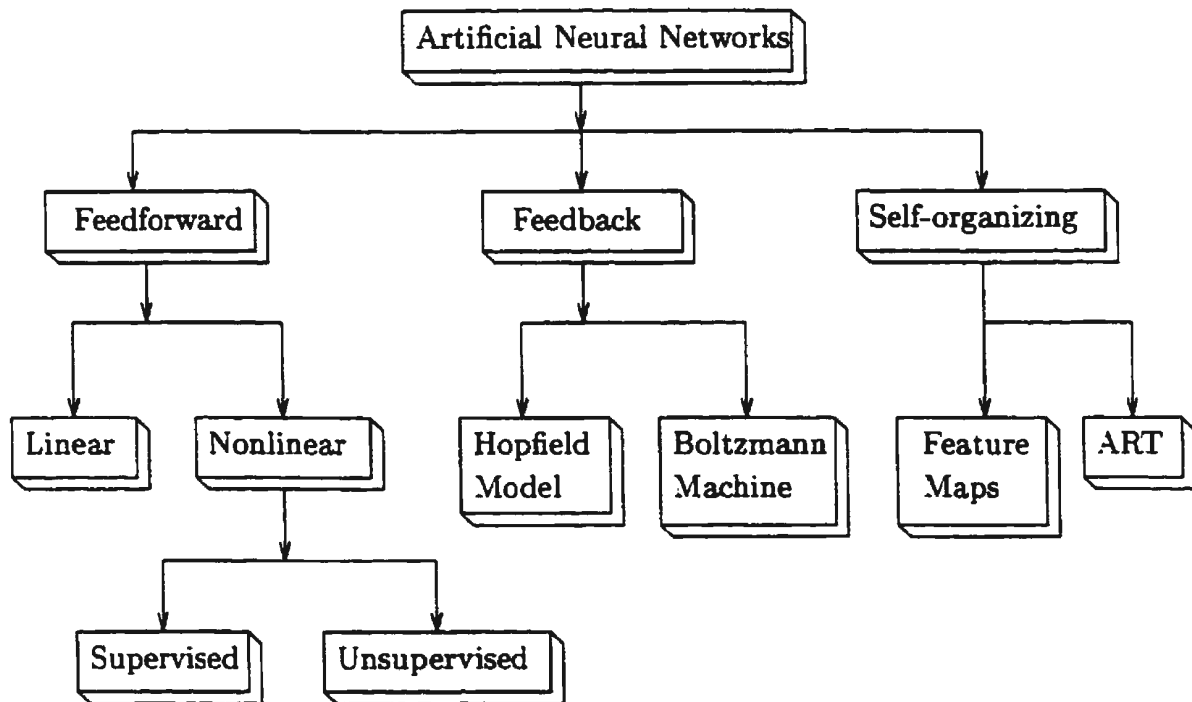 Artificial Neural Networks
Feedforward
Feedback
Self-organizing
Linear
Nonlinear
Hopfield
Model
Boltzmann
Machine
Feature
Maps
ART
Supervised
Unsupervised